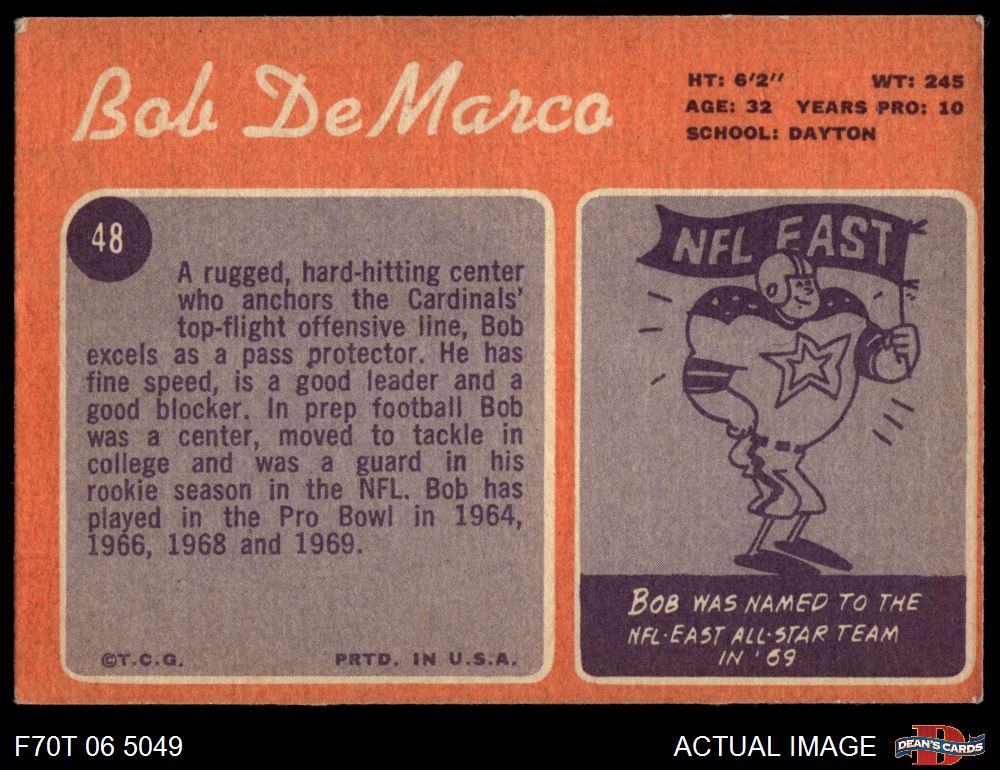 Bob DeMarco
HT: 6'2'' WT: 245
AGE: 32 YEARS PRO: 10
SCHOOL: DAYTON
48
A rugged, hard-hitting center
who anchors the Cardinals'
top-flight offensive line, Bob
excels as a pass protector. He has
fine speed, is a good leader and a
good blocker. In prep football Bob
was a center, moved to tackle in
college and was a guard in his
rookie season in the NFL. Bob has
played in the Pro Bowl in 1964,
1966, 1968 and 1969.
©T.C.G. PRTD. IN U.S.A.
NFL EAST
BOB WAS NAMED TO THE
NFL-EAST ALL-STAR TEAM
IN '69
F70T 06 5049
ACTUAL IMAGE
D
DEAN'S CARDS